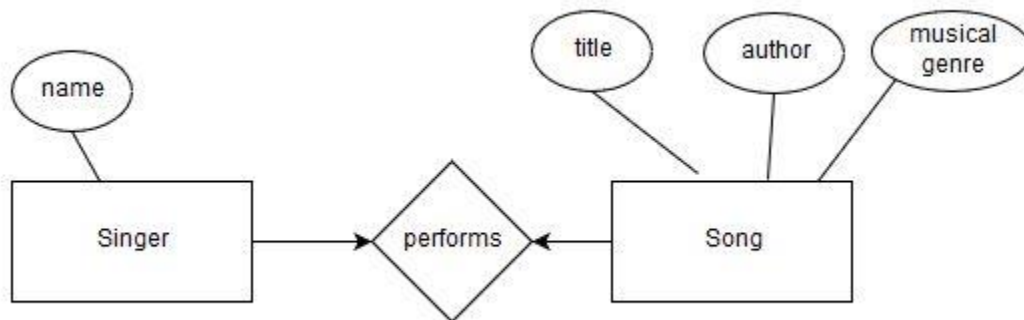 name
title
author
musical
genre
Singer
performs
Song